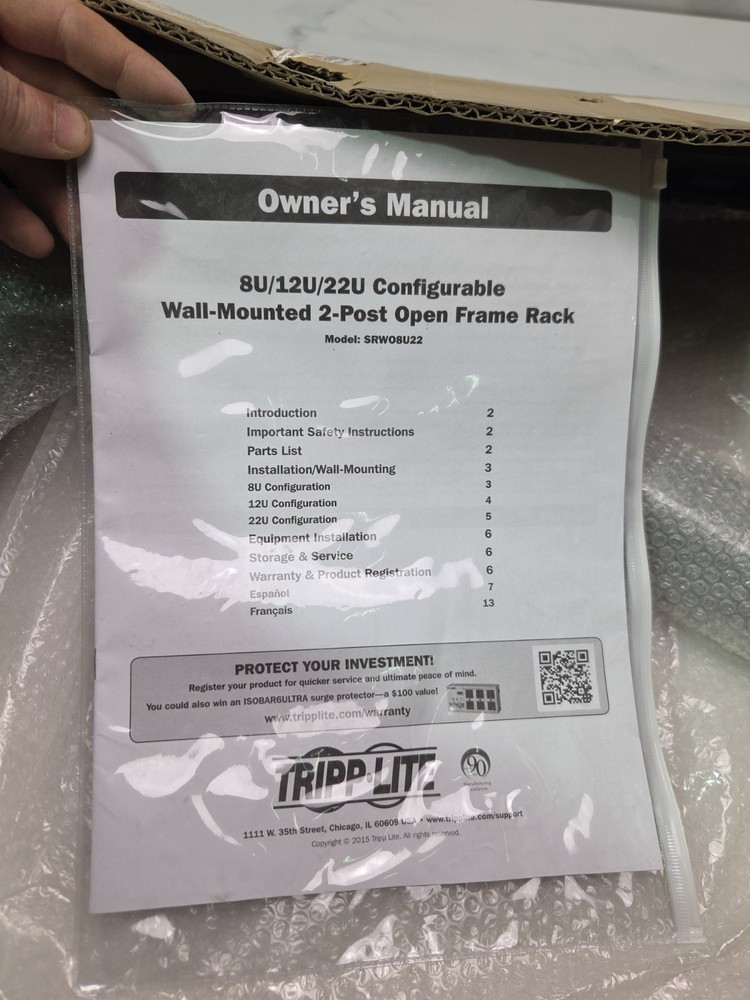 Owner's Manual
8U/12U/22U Configurable
Wall-Mounted 2-Post Open Frame Rack
Model: SRWO8U22
Introduction 2
Important Safety Instructions 2
Parts List 2
Installation/Wall-Mounting 3
8U Configuration 3
12U Configuration 4
22U Configuration 5
Equipment Installation 6
Storage & Service 6
Warranty & Product Registration 6
Español 7
Français 13
PROTECT YOUR INVESTMENT!
Register your product for quicker service and ultimate peace of mind.
You could also win an ISOBAR6ULTRA surge protector—a $100 value!
www.tripplite.com/warranty
TRIPP·LITE
90
Manufacturing
Excellence.
1111 W. 35th Street, Chicago, IL 60609 USA • www.tripplite.com/support
Copyright © 2015 Tripp Lite. All rights reserved.